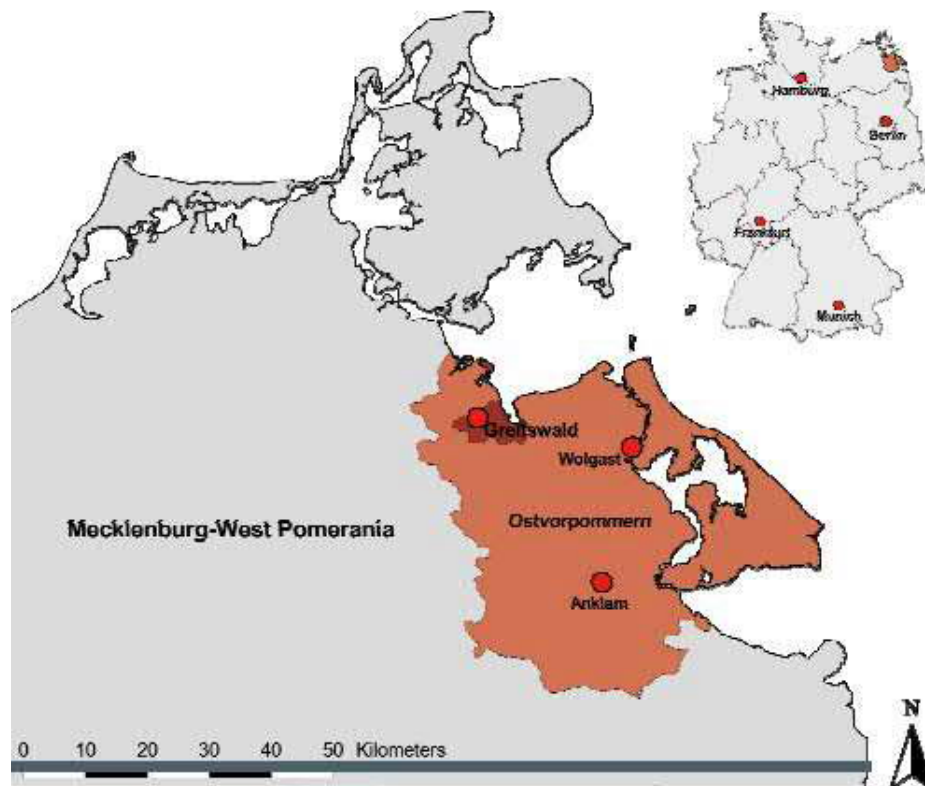 Hamburg
Berlin
Frankfurt
Munich
Greifswald
Wolgast
Ostvorpommern
Mecklenburg-West Pomerania
Anklam
N
0 10 20 30 40 50 Kilometers